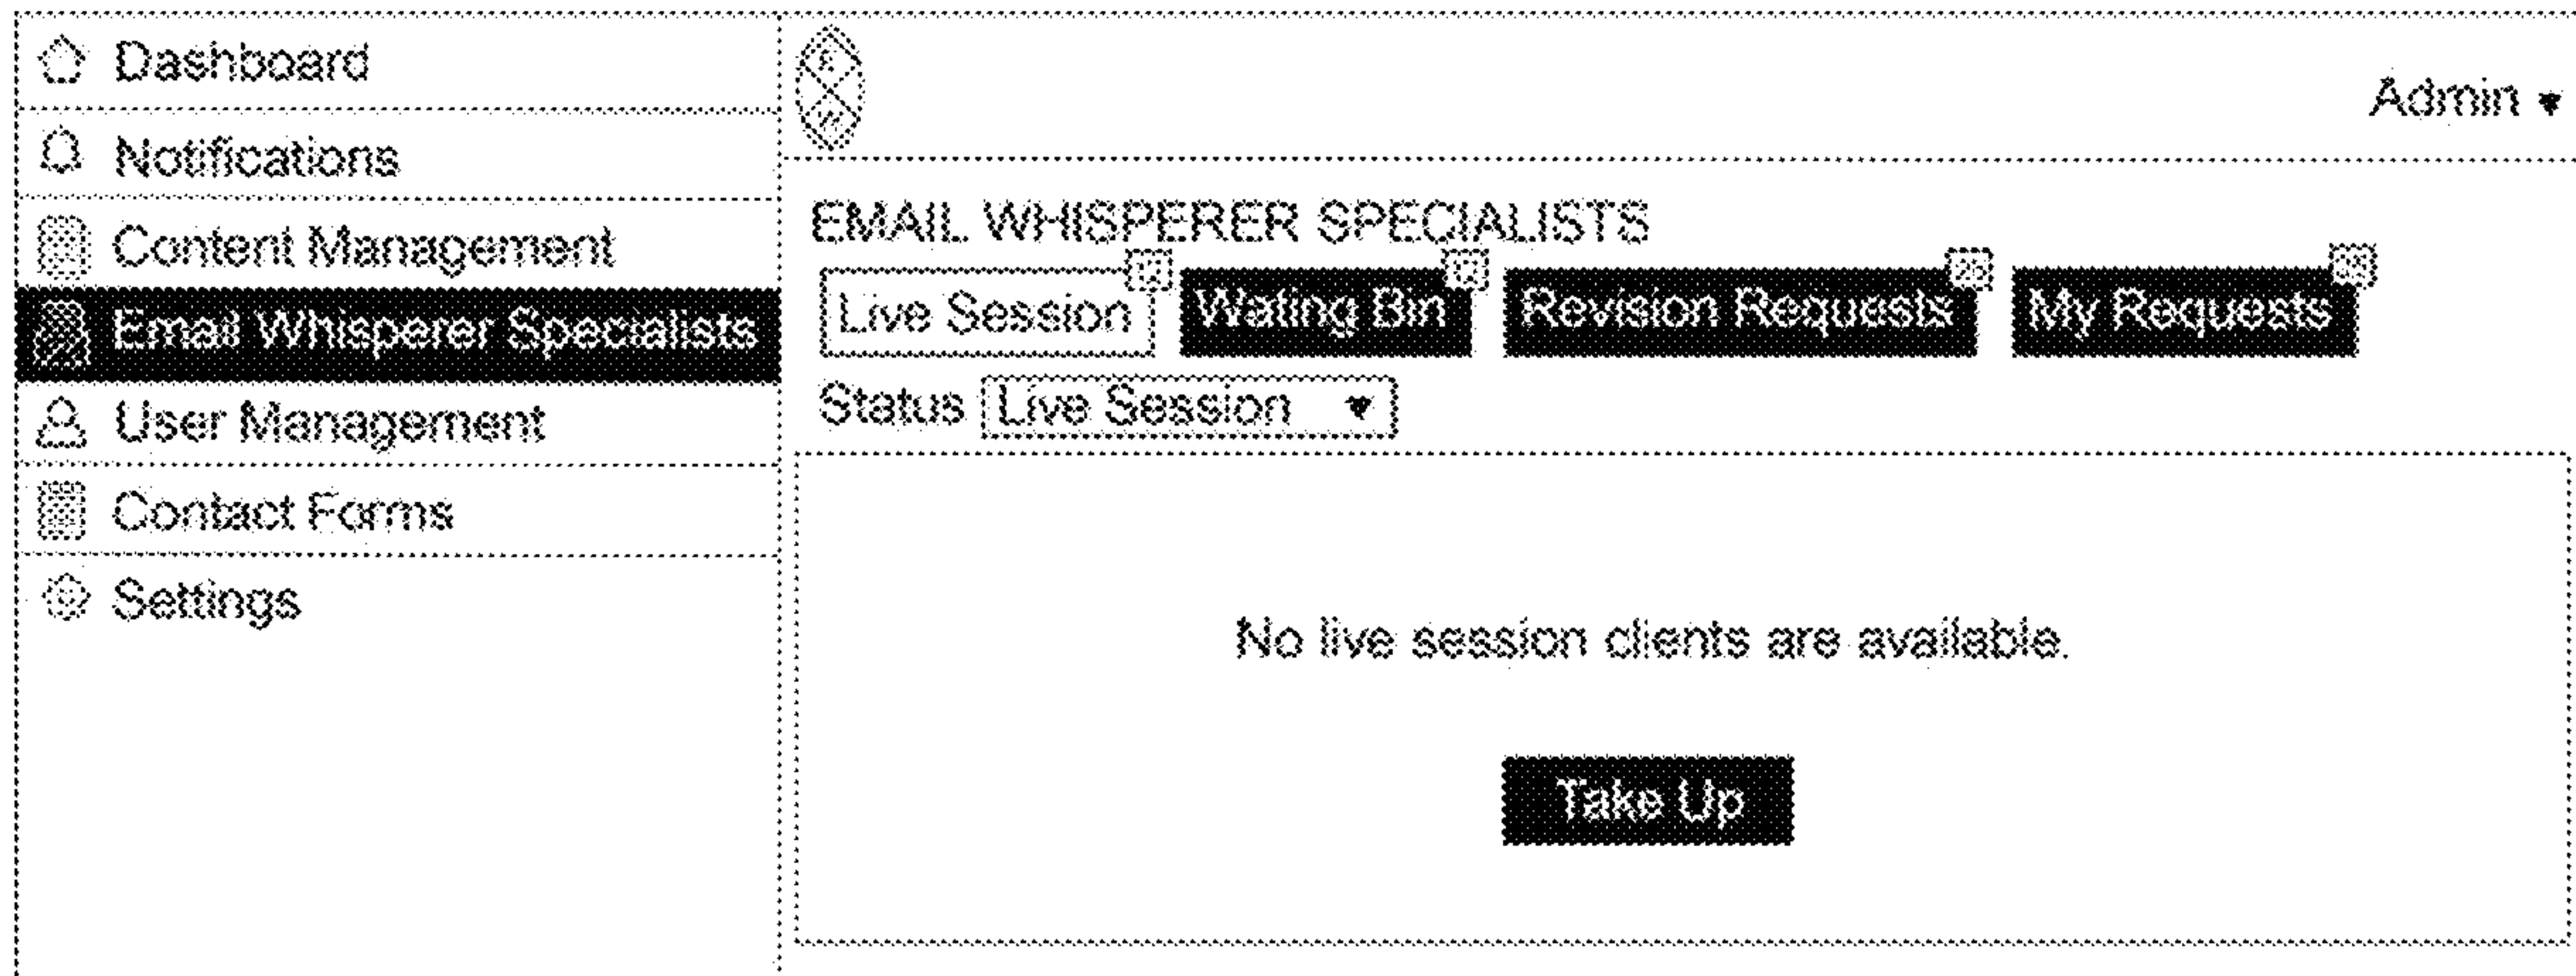 Dashboard
Notifications
Content Management
Email Whisperer Specialists
User Management
Contact Forms
Settings
Admin
EMAIL WHISPERER SPECIALISTS
Live Session Wating Bin Revision Requests My Requests
Status Live Session
No live session clients are available.
Take Up